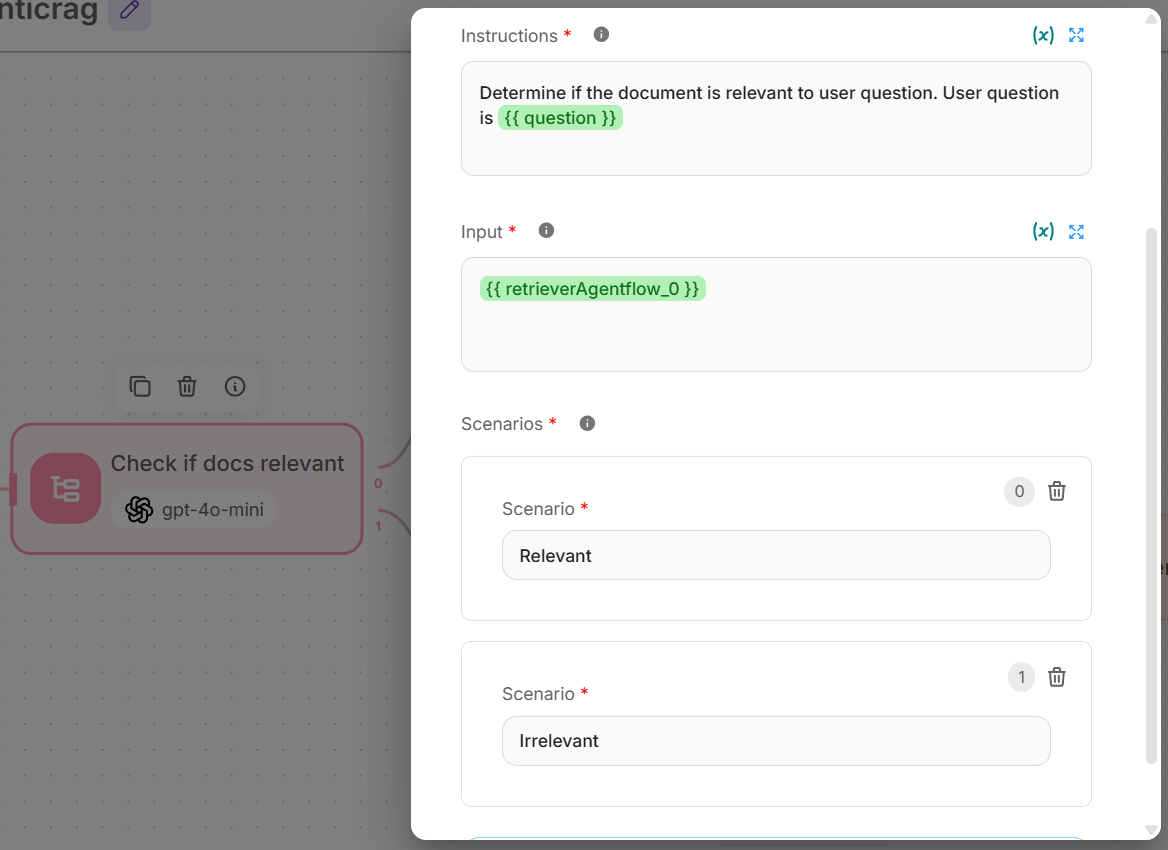 nticrag
Instructions *
(x)
Determine if the document is relevant to user question. User question
is {{ question }}
Input *
(x)
{{ retrieverAgentflow_0 }}
Scenarios *
0
Scenario *
Relevant
1
Scenario *
Irrelevant
Check if docs relevant
gpt-4o-mini
0
1